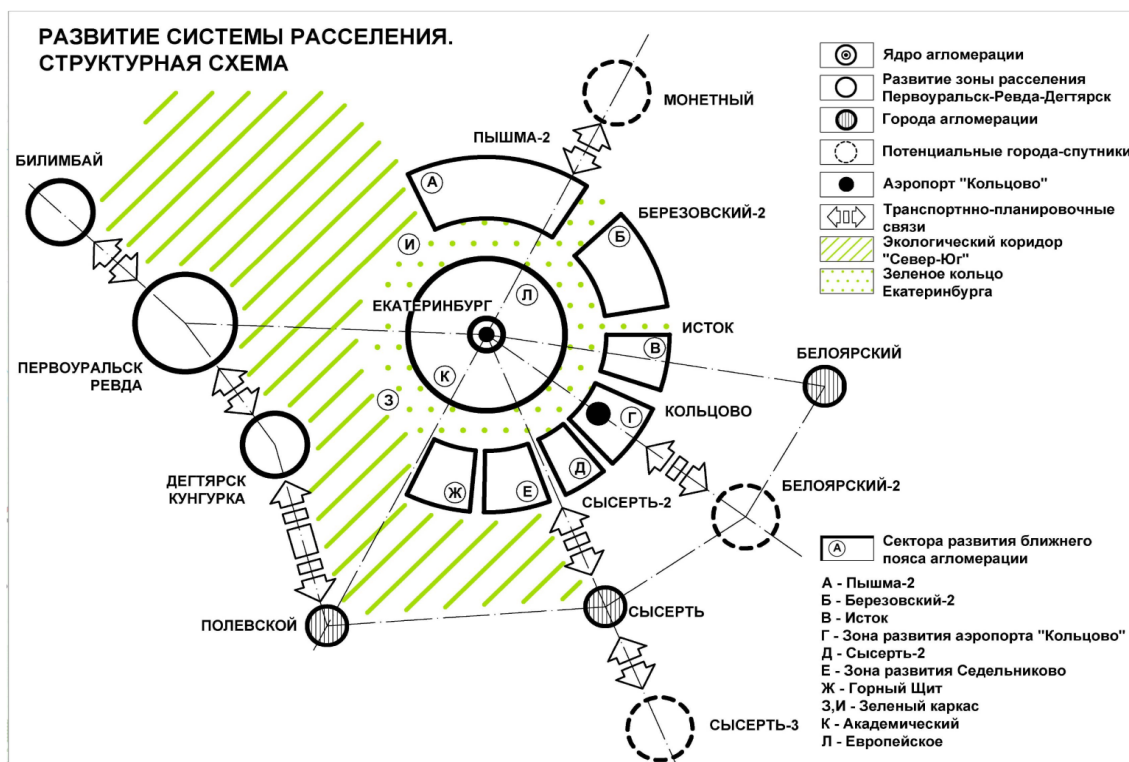 РАЗВИТИЕ СИСТЕМЫ РАССЕЛЕНИЯ.
СТРУКТУРНАЯ СХЕМА
МОНЕТНЫЙ
ПЫШМА-2
БИЛИМБАЙ
А
БЕРЕЗОВСКИЙ-2
Б
И
ЕКАТЕРИНБУРГ
Л
ИСТОК
В
БЕЛОЯРСКИЙ
ПЕРВОУРАЛЬСК
РЕВДА
К
З
КОЛЬЦОВО
Г
ДЕГТЯРСК
КУНГУРКА
Д
Ж
Е
СЫСЕРТЬ-2
БЕЛОЯРСКИЙ-2
ПОЛЕВСКОЙ
СЫСЕРТЬ
СЫСЕРТЬ-3
Ядро агломерации
Развитие зоны расселения
Первоуральск-Ревда-Дегтярск
Города агломерации
Потенциальные города-спутники
Аэропорт "Кольцово"
Транспортнно-планировочные
связи
Экологический коридор
"Север-Юг"
Зеленое кольцо
Екатеринбурга
А
Сектора развития ближнего
пояса агломерации
А - Пышма-2
Б - Березовский-2
В - Исток
Г - Зона развития аэропорта "Кольцово"
Д - Сысерть-2
Е - Зона развития Седельниково
Ж - Горный Щит
З,И - Зеленый каркас
К - Академический
Л - Европейское